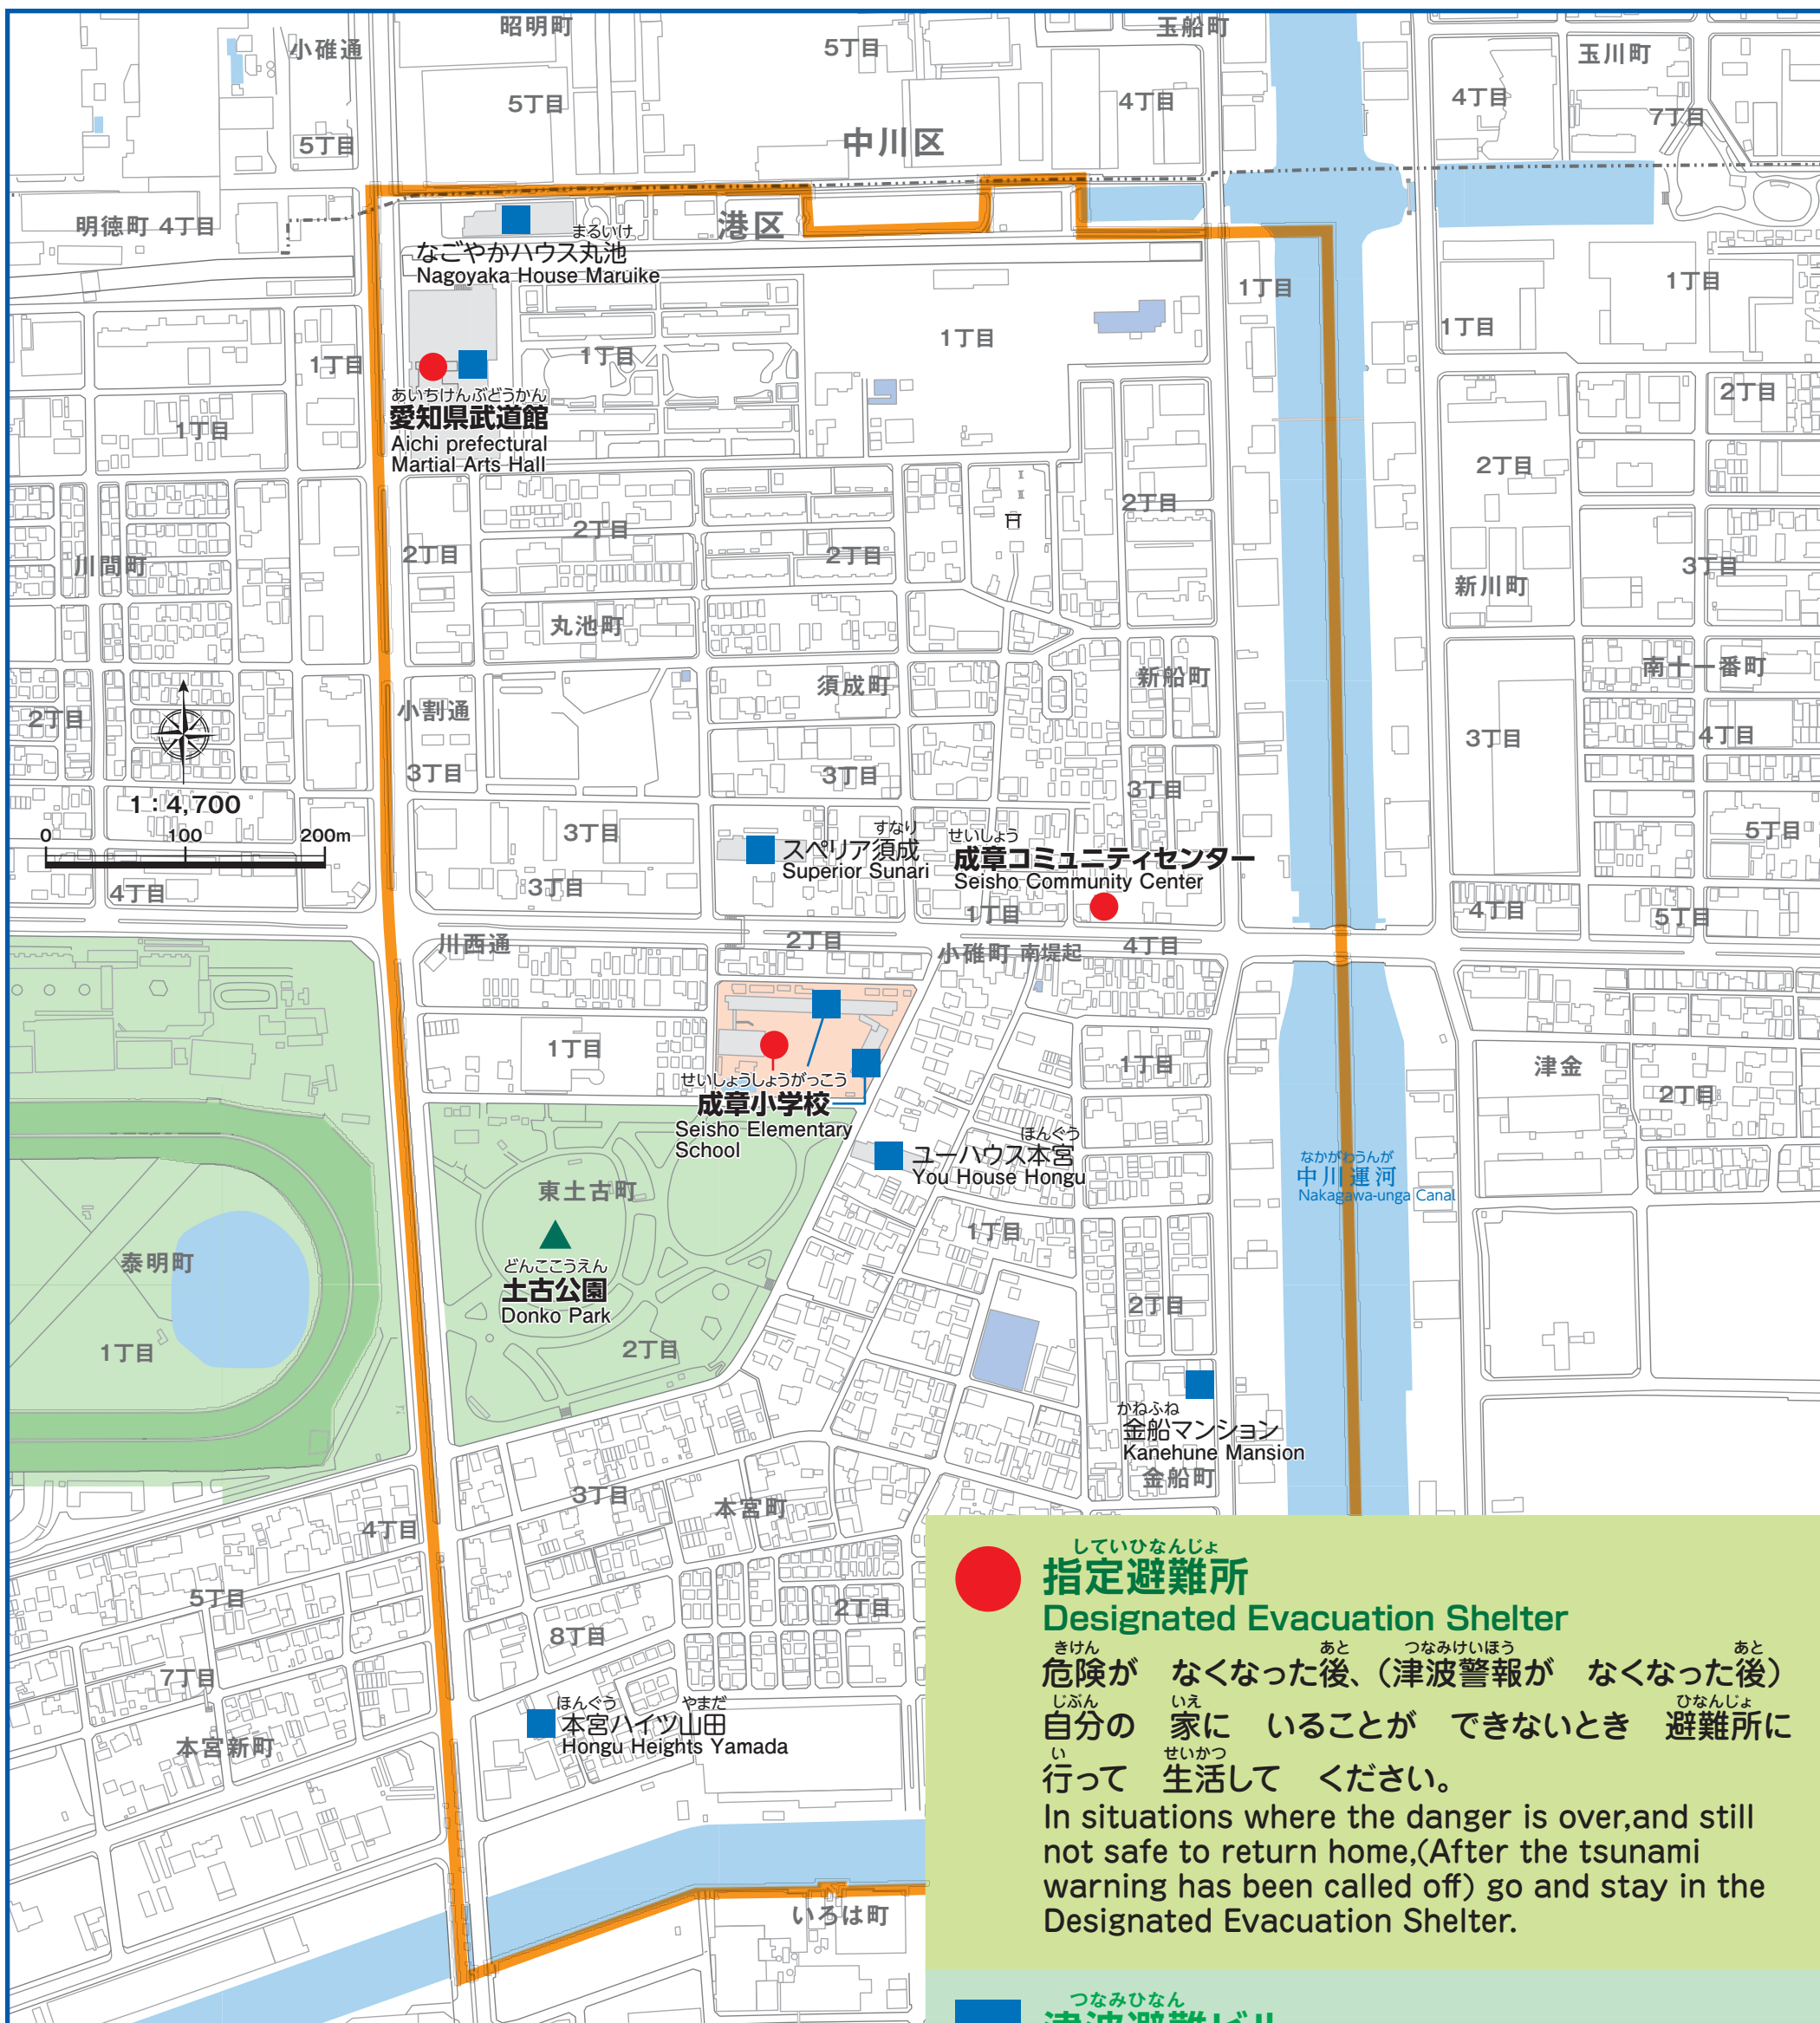 昭明町
玉船町
小碓通
5丁目
玉川町
5丁目
4丁目
4丁目
7丁目
5丁目
中川区
明徳町 4丁目
港区
まるいけ
なごやかハウス丸池
Nagoyaka House Maruike
1丁目
1丁目
1丁目
1丁目
1丁目
1丁目
2丁目
あいちけんぶどうかん
愛知県武道館
Aichi prefectural
Martial Arts Hall
1丁目
1丁目
2丁目
2丁目
2丁目
2丁目
2丁目
川間町
3丁目
新川町
丸池町
南十一番町
新船町
須成町
小割通
2丁目
3丁目
4丁目
3丁目
3丁目
3丁目
1:4,700
0 100 200m
3丁目
5丁目
すなり
スペリア須成
Superior Sunari
せいしょう
成章コミュニティセンター
Seisho Community Center
4丁目
3丁目
1丁目
4丁目
5丁目
川西通
2丁目
小碓町
南堤起
4丁目
1丁目
1丁目
津金
2丁目
せいしょうしょうがっこう
成章小学校
Seisho Elementary
School
ほんぐう
ユーハウス本宮
You House Hongu
なかがわうんが
中川運河
Nakagawa-unga Canal
東土古町
1丁目
泰明町
どんここうえん
土古公園
Donko Park
2丁目
1丁目
2丁目
かねふね
金船マンション
Kanehune Mansion
金船町
3丁目
本宮町
4丁目
5丁目
2丁目
8丁目
7丁目
本宮新町
ほんぐう やまだ
本宮ハイツ山田
Hongu Heights Yamada
いろは町
していひなんじょ
指定避難所
Designated Evacuation Shelter
きけん あと つなみけいほう あと
危険が なくなった後、(津波警報が なくなった後)
じぶん いえ ひなんじょ
自分の 家に いることが できないとき 避難所に
い せいかつ
行って 生活して ください。
In situations where the danger is over,and still
not safe to return home,(After the tsunami
warning has been called off) go and stay in the
Designated Evacuation Shelter.
つなみひなん
津波避難ビル